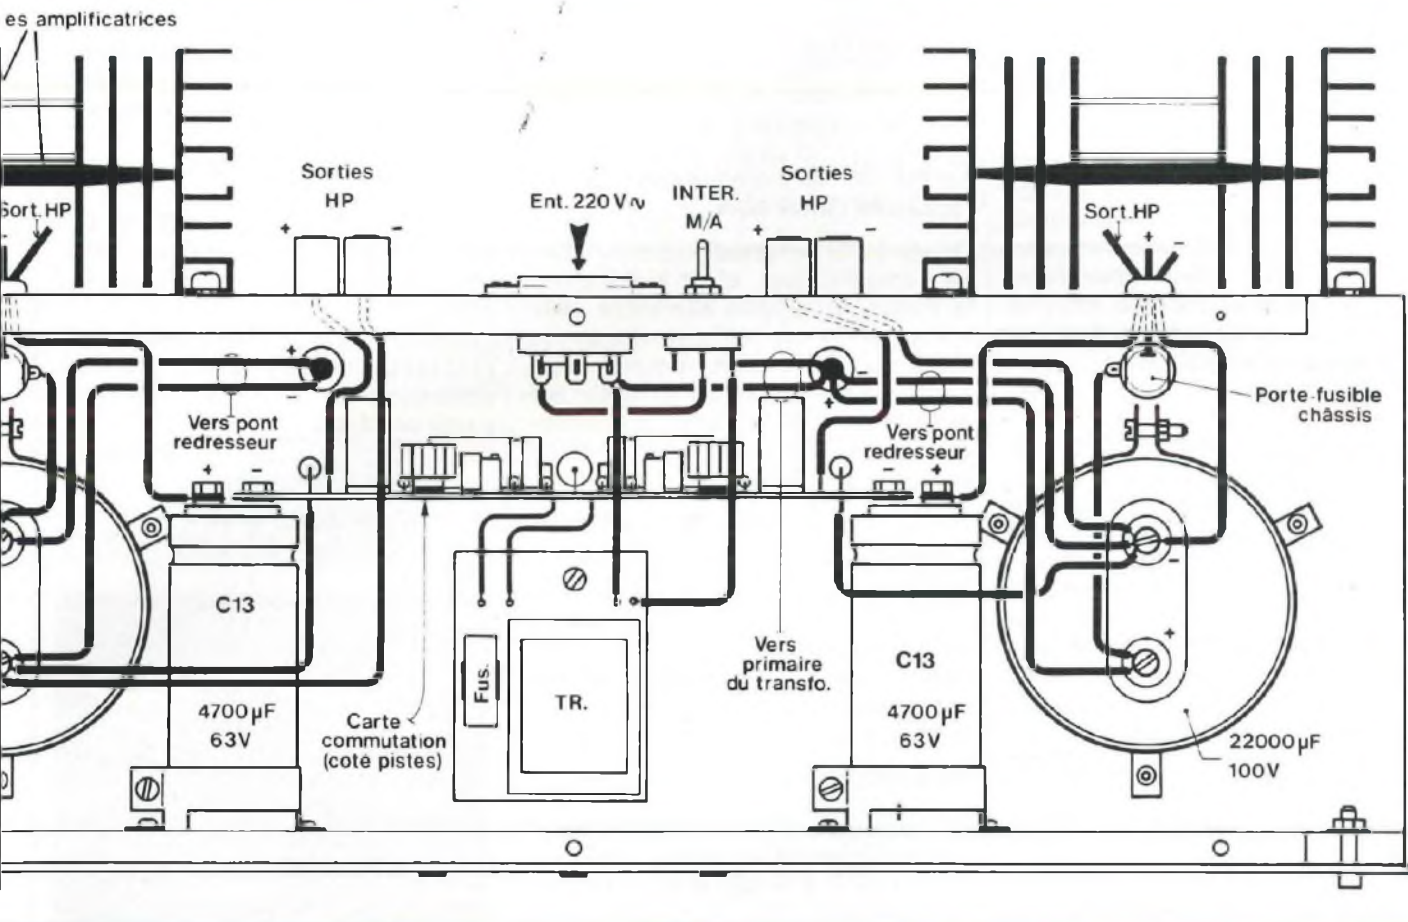 es amplificatrices
Sorties
HP
+
-
Ent. 220 V ∿
INTER.
M/A
Sorties
HP
+
-
Sort.HP
Sort.HP
+
-
+
-
Vers pont
redresseur
+
-
-
+
Vers pont
redresseur
-
+
Porte-fusible
châssis
-
+
C13
4700 µF
63V
Carte
commutation
(coté pistes)
Fus.
TR.
Vers
primaire
du transfo.
C13
4700 µF
63V
22000 µF
100V